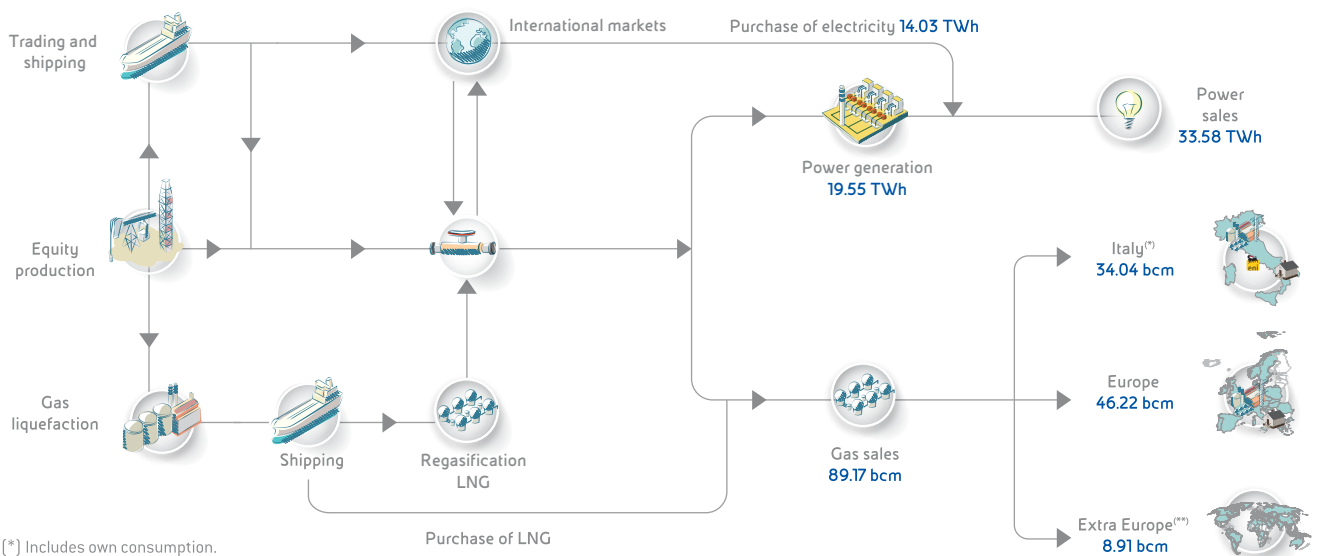 Trading and
shipping
International markets
Purchase of electricity 14.03 TWh
Power
sales
33.58 TWh
Power generation
19.55 TWh
Equity
production
Italy(*)
34.04 bcm
eni
Europe
46.22 bcm
Gas
liquefaction
Shipping
Regasification
LNG
Gas sales
89.17 bcm
Purchase of LNG
Extra Europe(**)
8.91 bcm
(*) Includes own consumption.